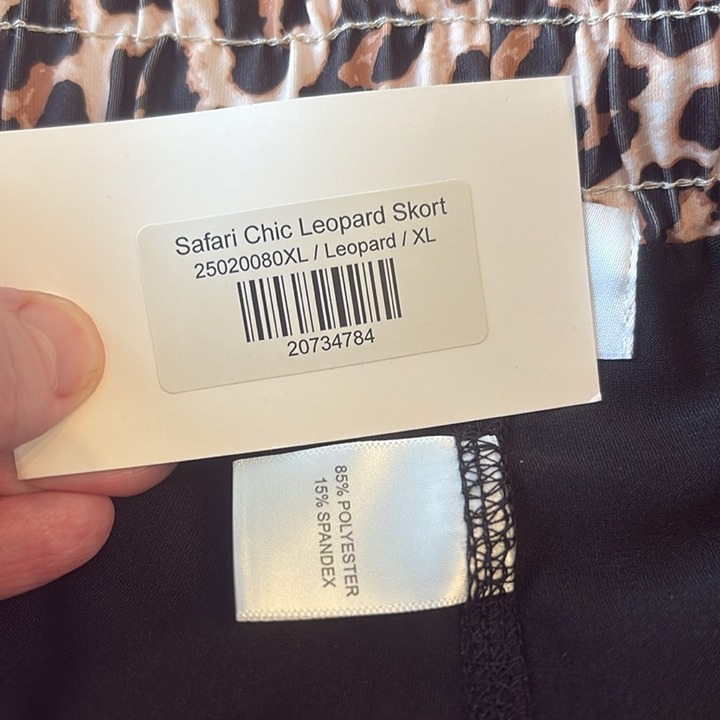 Safari Chic Leopard Skort
25020080XL / Leopard / XL
20734784
85% POLYESTER
15% SPANDEX